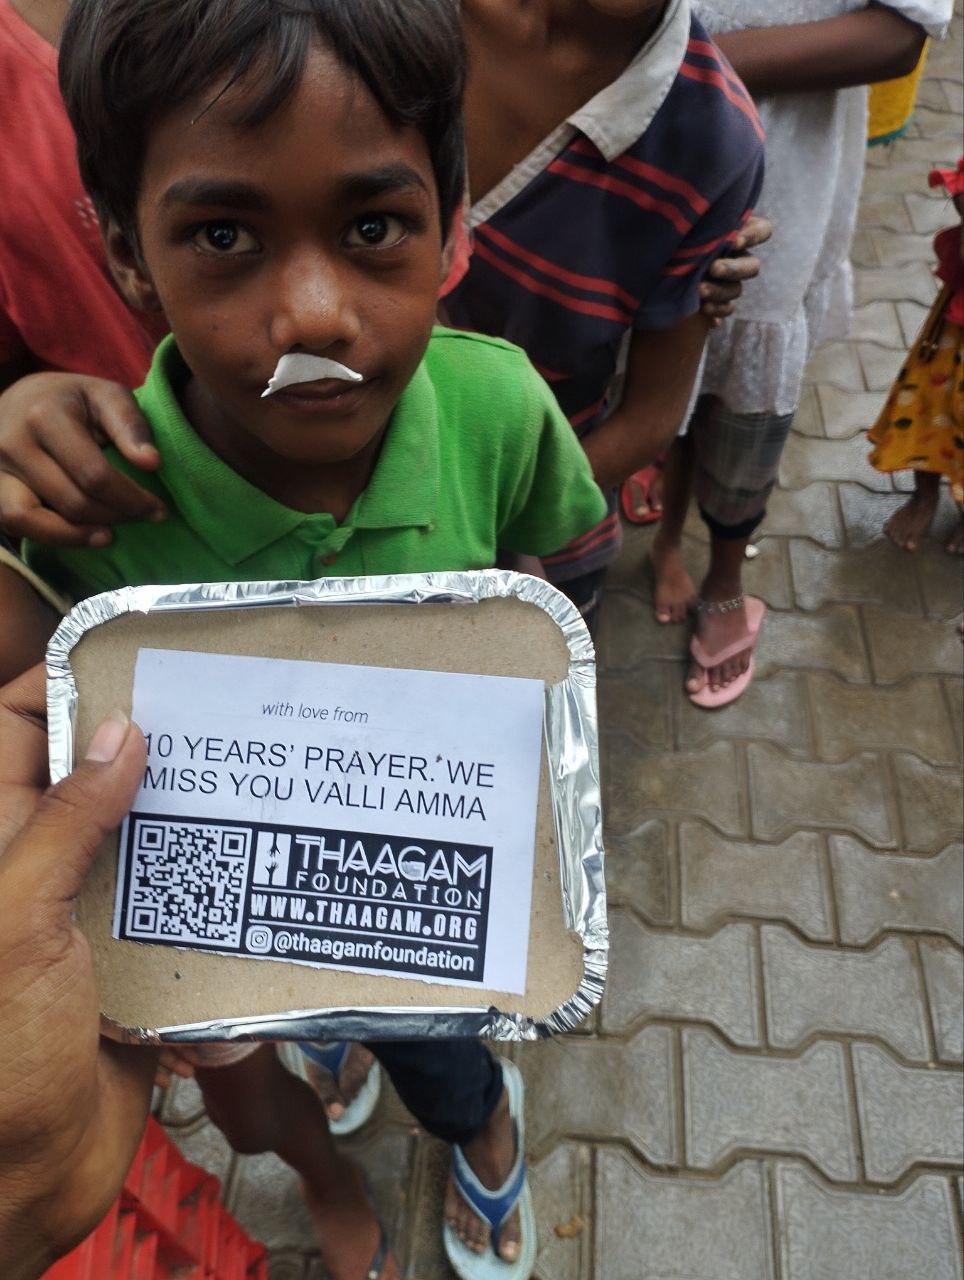 with love from
10 YEARS' PRAYER. WE
MISS YOU VALLI AMMA
THAAGAM
FOUNDATION
WWW.THAAGAM.ORG
@thaagamfoundation